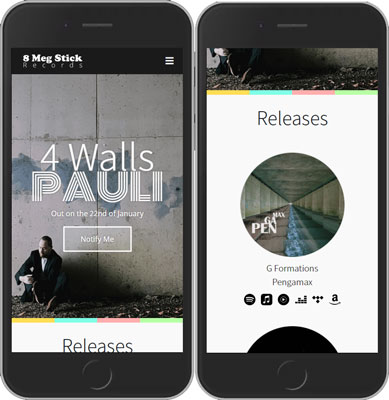 8 Meg Stick
Records
4 Walls
PAULI
Out on the 22nd of January
Notify Me
Releases
Releases
MAX
GA
PEN
G Formations
Pengamax